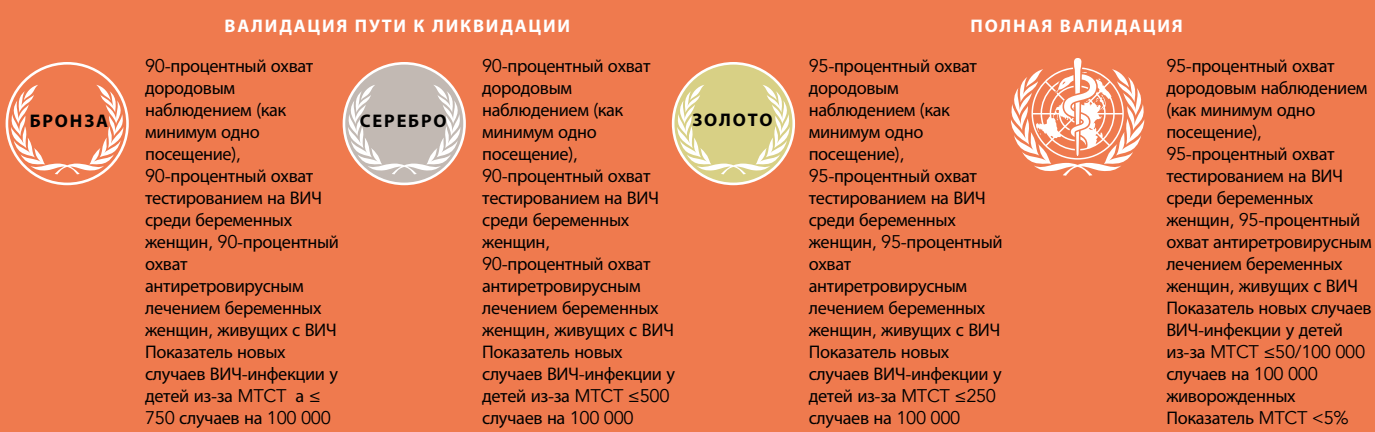 ВАЛИДАЦИЯ ПУТИ К ЛИКВИДАЦИИ
БРОНЗА
90-процентный охват
дородовым
наблюдением (как
минимум одно
посещение),
90-процентный охват
тестированием на ВИЧ
среди беременных
женщин, 90-процентный
охват
антиретровирусным
лечением беременных
женщин, живущих с ВИЧ
Показатель новых
случаев ВИЧ-инфекции у
детей из-за МТСТ а ≤
750 случаев на 100 000
СЕРЕБРО
90-процентный охват
дородовым
наблюдением (как
минимум одно
посещение),
90-процентный охват
тестированием на ВИЧ
среди беременных
женщин,
90-процентный охват
антиретровирусным
лечением беременных
женщин, живущих с ВИЧ
Показатель новых
случаев ВИЧ-инфекции у
детей из-за МТСТ ≤500
случаев на 100 000
ЗОЛОТО
95-процентный охват
дородовым
наблюдением (как
минимум одно
посещение),
95-процентный охват
тестированием на ВИЧ
среди беременных
женщин, 95-процентный
охват
антиретровирусным
лечением беременных
женщин, живущих с ВИЧ
Показатель новых
случаев ВИЧ-инфекции у
детей из-за МТСТ ≤250
случаев на 100 000
ПОЛНАЯ ВАЛИДАЦИЯ
95-процентный охват
дородовым наблюдением
(как минимум одно
посещение),
95-процентный охват
тестированием на ВИЧ
среди беременных
женщин, 95-процентный
охват антиретровирусным
лечением беременных
женщин, живущих с ВИЧ
Показатель новых случаев
ВИЧ-инфекции у детей
из-за МТСТ ≤50/100 000
случаев на 100 000
живорожденных
Показатель МТСТ <5%